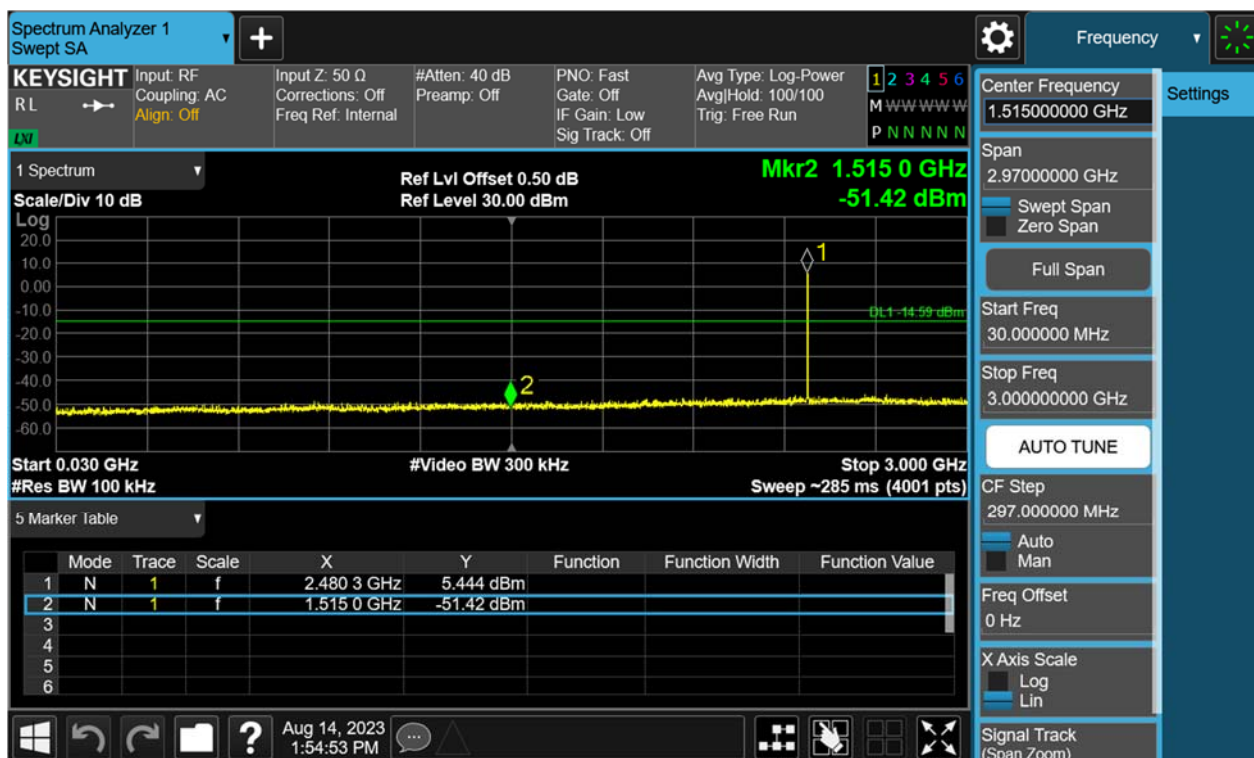 Spectrum Analyzer 1
Swept SA
Frequency
KEYSIGHT
RL
LXI
Input: RF
Coupling: AC
Align: Off
Input Z: 50 Ω
Corrections: Off
Freq Ref: Internal
#Atten: 40 dB
Preamp: Off
PNO: Fast
Gate: Off
IF Gain: Low
Sig Track: Off
Avg Type: Log-Power
Avg|Hold: 100/100
Trig: Free Run
1 2 3 4 5 6
M W W W W W
P N N N N N
1 Spectrum
Scale/Div 10 dB
Ref Lvl Offset 0.50 dB
Ref Level 30.00 dBm
Mkr2 1.515 0 GHz
-51.42 dBm
Log
20.0
10.0
0.00
-10.0
-20.0
-30.0
-40.0
-50.0
-60.0
1
DL1 -14.59 dBm
2
Start 0.030 GHz
#Res BW 100 kHz
#Video BW 300 kHz
Stop 3.000 GHz
Sweep ~285 ms (4001 pts)
5 Marker Table
Mode Trace Scale X Y Function Function Width Function Value
1 N 1 f 2.480 3 GHz 5.444 dBm
2 N 1 f 1.515 0 GHz -51.42 dBm
3
4
5
6
?
Aug 14, 2023
1:54:53 PM
Center Frequency
1.515000000 GHz
Settings
Span
2.97000000 GHz
Swept Span
Zero Span
Full Span
Start Freq
30.000000 MHz
Stop Freq
3.000000000 GHz
AUTO TUNE
CF Step
297.000000 MHz
Auto
Man
Freq Offset
0 Hz
X Axis Scale
Log
Lin
Signal Track
(Span Zoom)